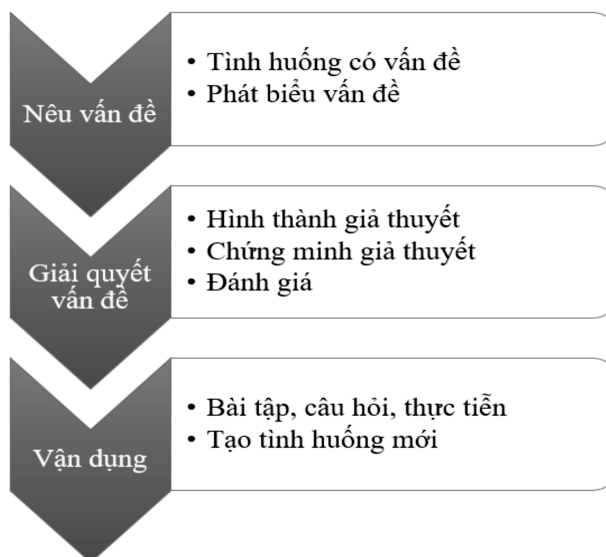 Nêu vấn đề
• Tình huống có vấn đề
• Phát biểu vấn đề
Giải quyết
vấn đề
• Hình thành giả thuyết
• Chứng minh giả thuyết
• Đánh giá
Vận dụng
• Bài tập, câu hỏi, thực tiễn
• Tạo tình huống mới